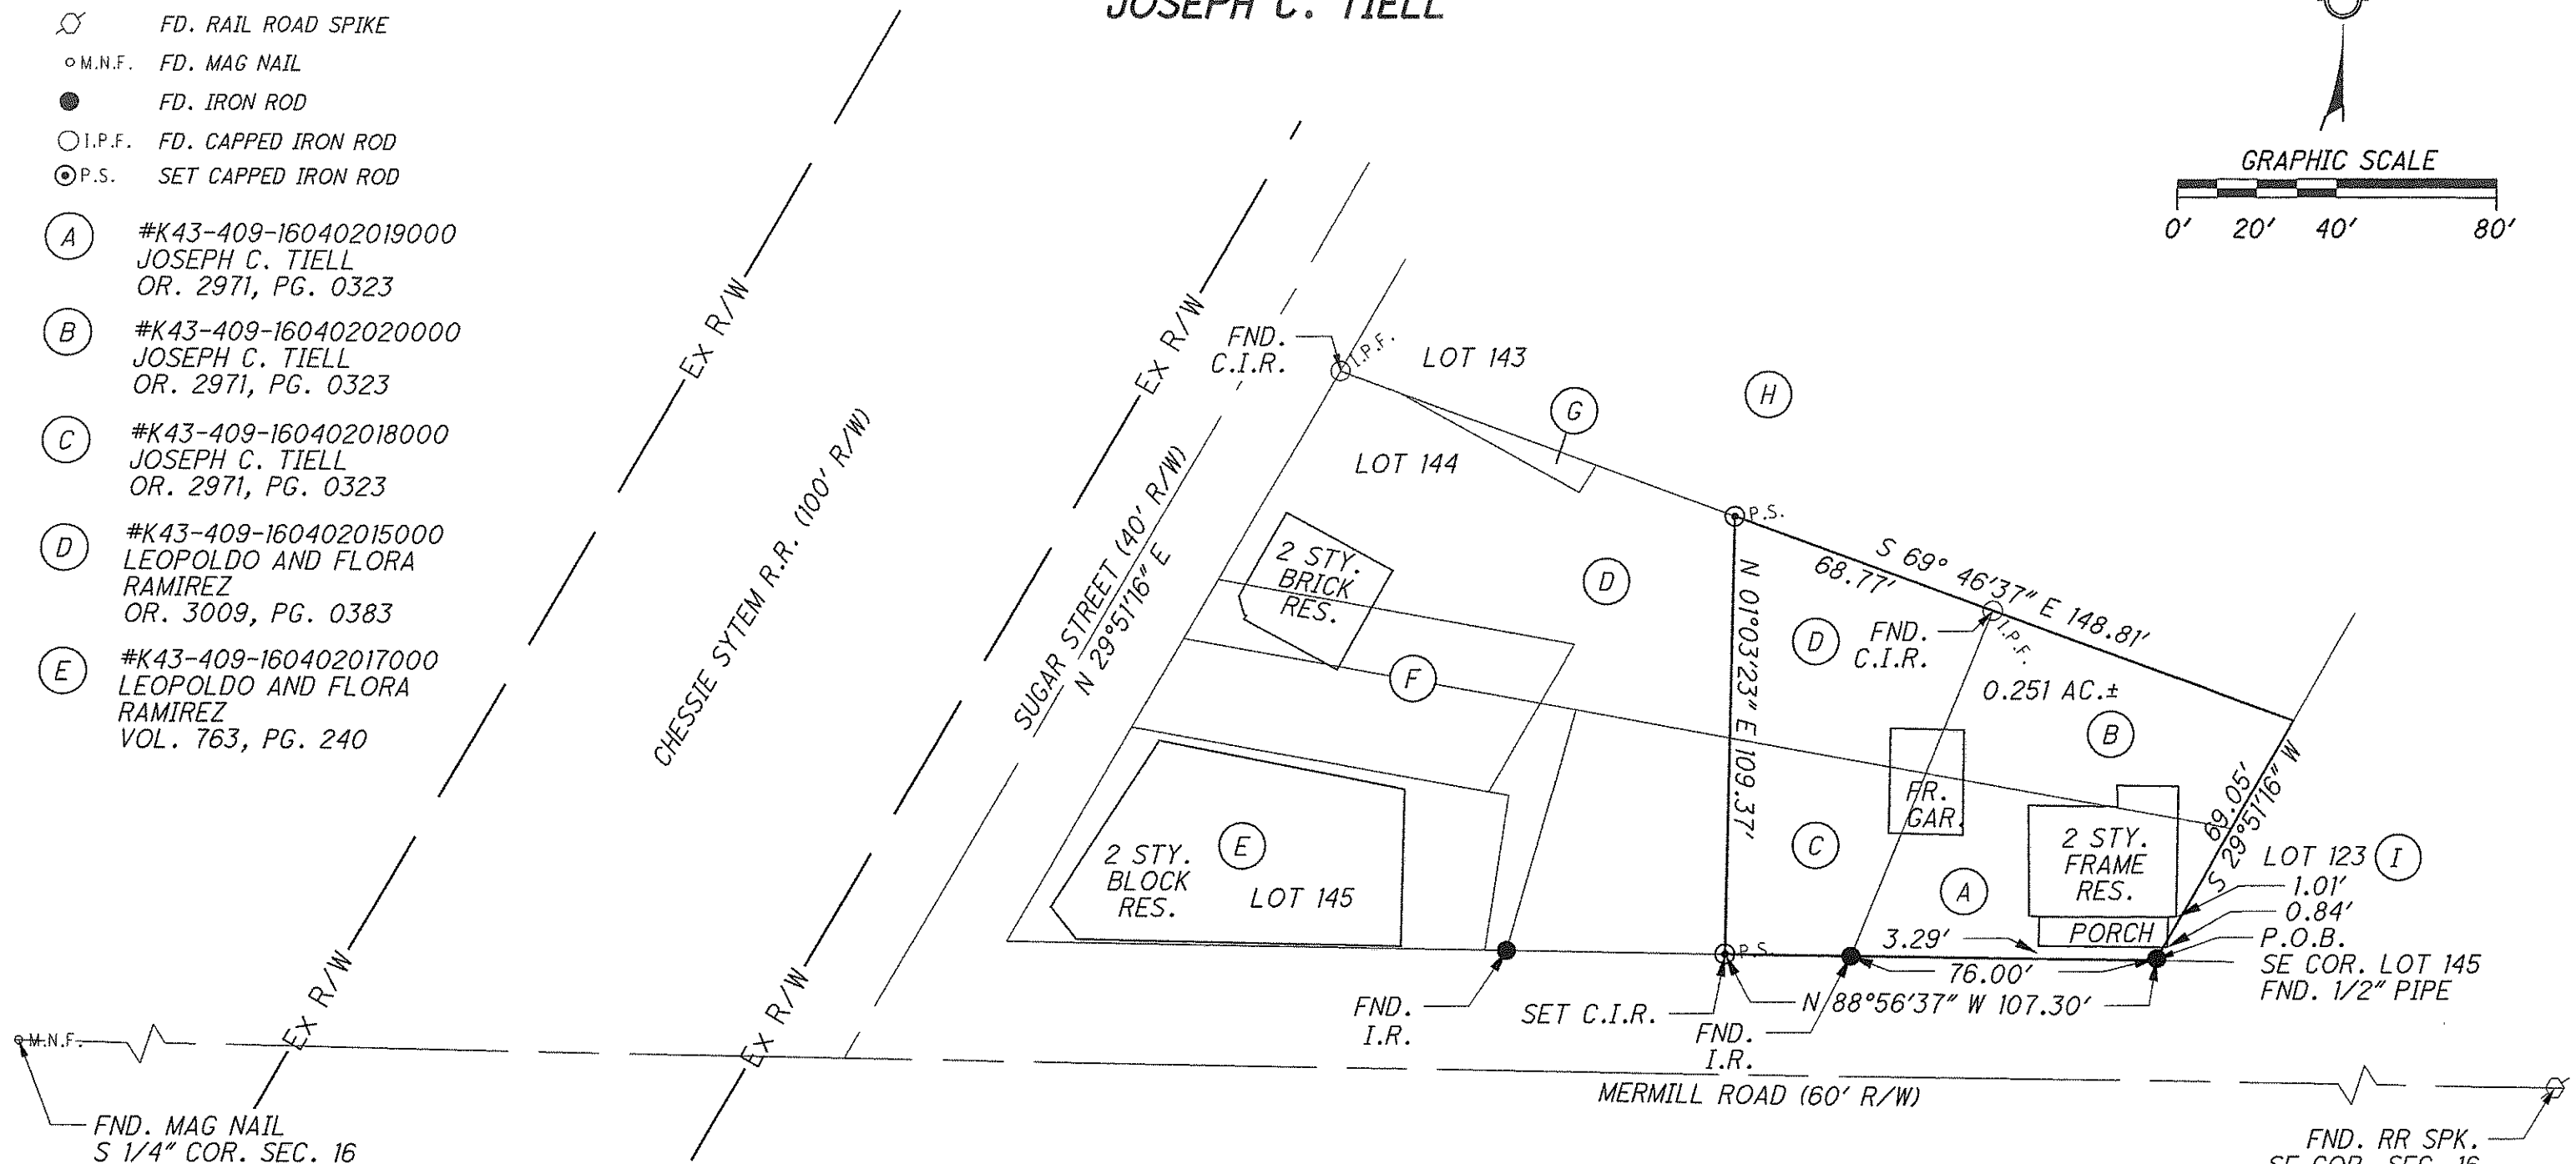 JOSEPH C. TIELL
FD. RAIL ROAD SPIKE
M.N.F. FD. MAG NAIL
FD. IRON ROD
I.P.F. FD. CAPPED IRON ROD
P.S. SET CAPPED IRON ROD
A #K43-409-160402019000
JOSEPH C. TIELL
OR. 2971, PG. 0323
B #K43-409-160402020000
JOSEPH C. TIELL
OR. 2971, PG. 0323
C #K43-409-160402018000
JOSEPH C. TIELL
OR. 2971, PG. 0323
D #K43-409-160402015000
LEOPOLDO AND FLORA
RAMIREZ
OR. 3009, PG. 0383
E #K43-409-160402017000
LEOPOLDO AND FLORA
RAMIREZ
VOL. 763, PG. 240
GRAPHIC SCALE
0' 20' 40' 80'
EX R/W
EX R/W
CHESSIE SYTEM R.R. (100' R/W)
SUGAR STREET (40' R/W)
N 29°51'16" E
EX R/W
EX R/W
FND.
C.I.R.
I.P.F.
LOT 143
G
H
LOT 144
P.S.
2 STY.
BRICK
RES.
D
F
S 69° 46'37" E 148.81'
68.77'
N 01°03'23" E 109.37'
D
FND.
C.I.R.
I.P.F.
0.251 AC.±
B
FR.
GAR.
C
A
2 STY.
FRAME
RES.
PORCH
69.05'
S 29°51'16" W
LOT 123
I
1.01'
0.84'
P.O.B.
SE COR. LOT 145
FND. 1/2" PIPE
2 STY.
BLOCK
RES.
E
LOT 145
P.S.
3.29'
76.00'
N 88°56'37" W 107.30'
FND.
I.R.
SET C.I.R.
FND.
I.R.
MERMILL ROAD (60' R/W)
M.N.F.
FND. MAG NAIL
S 1/4" COR. SEC. 16
FND. RR SPK.
SE COR. SEC. 16